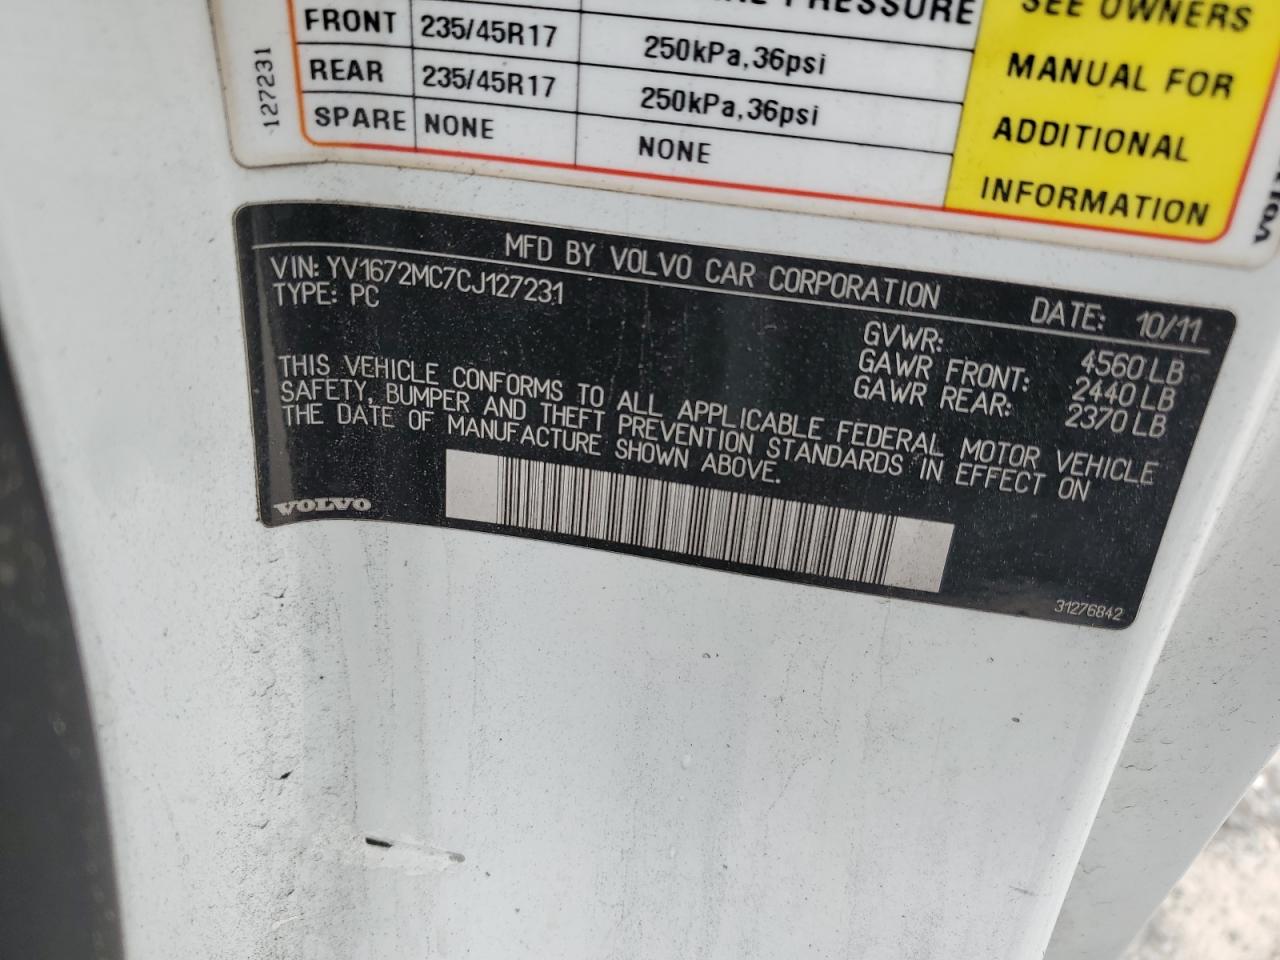 PRESSURE
SEE OWNERS
MANUAL FOR
ADDITIONAL
INFORMATION
FRONT 235/45R17 250kPa,36psi
REAR 235/45R17 250kPa,36psi
SPARE NONE NONE
127231
VOLVO
MFD BY VOLVO CAR CORPORATION
VIN: YV1672MC7CJ127231 DATE: 10/11
TYPE: PC
GVWR: 4560 LB
GAWR FRONT: 2440 LB
GAWR REAR: 2370 LB
THIS VEHICLE CONFORMS TO ALL APPLICABLE FEDERAL MOTOR VEHICLE
SAFETY, BUMPER AND THEFT PREVENTION STANDARDS IN EFFECT ON
THE DATE OF MANUFACTURE SHOWN ABOVE.
VOLVO
31276842